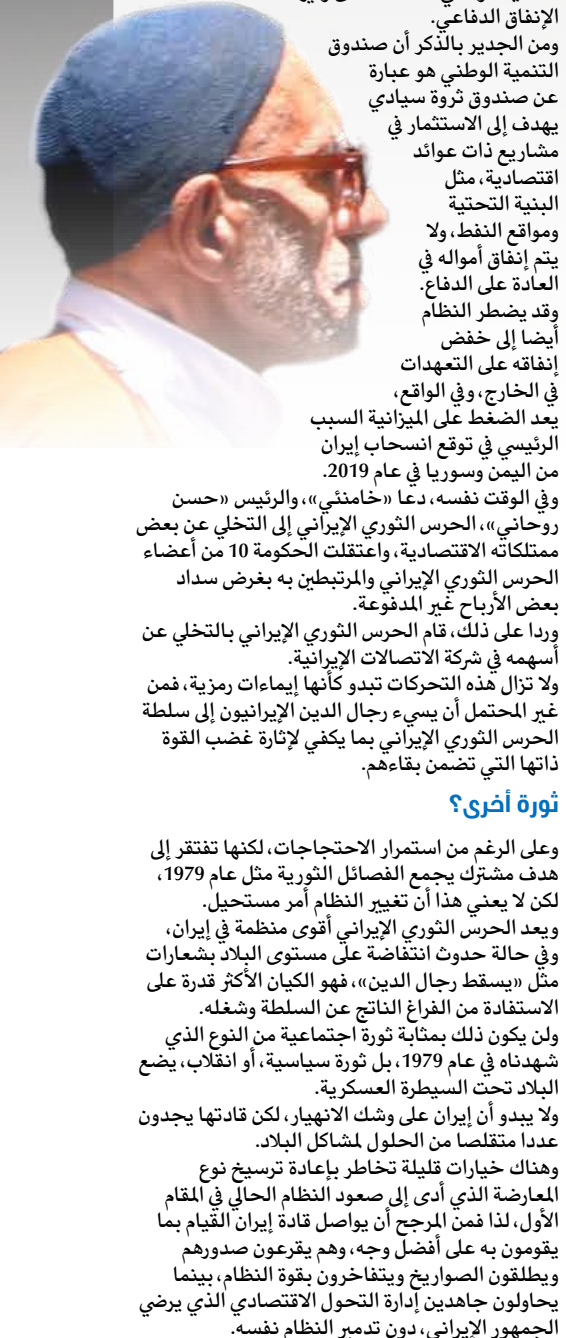 الإنفاق الدفاعي.
ومن الجدير بالذكر أن صندوق
التنمية الوطني هو عبارة
عن صندوق ثروة سيادي
يهدف إلى الاستثمار في
مشاريع ذات عوائد
اقتصادية، مثل
البنية التحتية
ومواقع النفط، ولا
يتم إنفاق أمواله في
العادة على الدفاع.
وقد يضطر النظام
أيضا إلى خفض
إنفاقه على التعهدات
في الخارج، وفي الواقع،
يعد الضغط على الميزانية السبب
الرئيسي في توقع انسحاب إيران
من اليمن وسوريا في عام 2019.
وفي الوقت نفسه، دعا «خامنئي»، والرئيس «حسن
روحاني»، الحرس الثوري الإيراني إلى التخلي عن بعض
ممتلكاته الاقتصادية، واعتقلت الحكومة 10 من أعضاء
الحرس الثوري الإيراني والمرتبطين به بغرض سداد
بعض الأرباح غير المدفوعة.
وردا على ذلك، قام الحرس الثوري الإيراني بالتخلي عن
أسهمه في شركة الاتصالات الإيرانية.
ولا تزال هذه التحركات تبدو كأنها إيماءات رمزية، فمن
غير المحتمل أن يسيء رجال الدين الإيرانيون إلى سلطة
الحرس الثوري الإيراني بما يكفي لإثارة غضب القوة
ذاتها التي تضمن بقاءهم.
ثورة أخرى؟
وعلى الرغم من استمرار الاحتجاجات، لكنها تفتقر إلى
هدف مشترك يجمع الفصائل الثورية مثل عام 1979،
لكن لا يعني هذا أن تغيير النظام أمر مستحيل.
ويعد الحرس الثوري الإيراني أقوى منظمة في إيران،
وفي حالة حدوث انتفاضة على مستوى البلاد بشعارات
مثل «يسقط رجال الدين»، فهو الكيان الأكثر قدرة على
الاستفادة من الفراغ الناتج عن السلطة وشغله.
ولن يكون ذلك بمثابة ثورة اجتماعية من النوع الذي
شهدناه في عام 1979، بل ثورة سياسية، أو انقلاب، يضع
البلاد تحت السيطرة العسكرية.
ولا يبدو أن إيران على وشك الانهيار، لكن قادتها يجدون
عددا متقلصا من الحلول لمشاكل البلاد.
وهناك خيارات قليلة تخاطر بإعادة ترسيخ نوع
المعارضة الذي أدى إلى صعود النظام الحالي في المقام
الأول، لذا فمن المرجح أن يواصل قادة إيران القيام بما
يقومون به على أفضل وجه، وهم يقرعون صدورهم
ويطلقون الصواريخ ويتفاخرون بقوة النظام، بينما
يحاولون جاهدين إدارة التحول الاقتصادي الذي يرضي
الجمهور الإيراني، دون تدمير النظام نفسه.